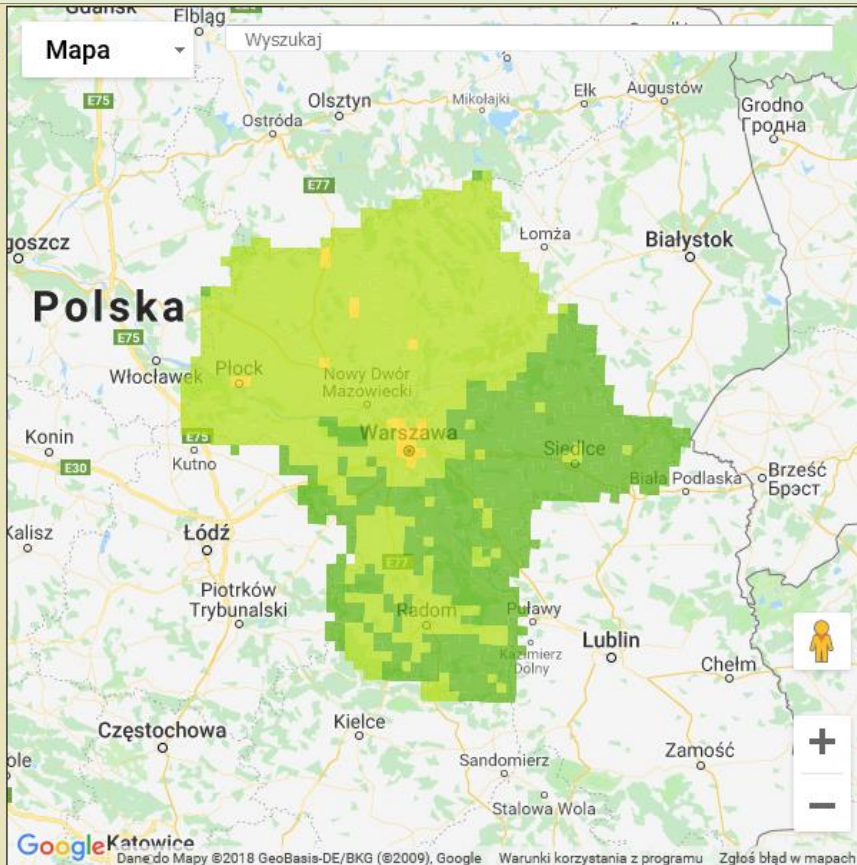 Gdańsk
Elbląg
Mapa
Wyszukaj
E75
Olsztyn
Mikołajki
Ełk
Augustów
Ostróda
Grodno
Гродна
E77
goszcz
Łomża
Białystok
Polska
E75
Włocławek
Płock
Nowy Dwór
Mazowiecki
Konin
E75
Warszawa
Siedlce
E30
Kutno
Biała Podlaska
Brześć
Брэст
Kalisz
Łódź
E77
Piotrków
Trybunalski
Radom
Puławy
Kazimierz
Dolny
Lublin
Chełm
Częstochowa
Kielce
ole
Sandomierz
Zamość
Stalowa Wola
Google
Katowice
Dane do Mapy ©2018 GeoBasis-DE/BKG (©2009), Google Warunki korzystania z programu Zgłoś błąd w mapach